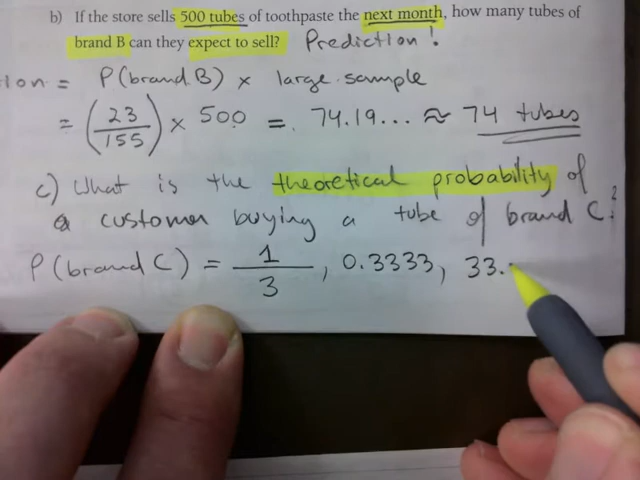 b) If the store sells 500 tubes of toothpaste the next month, how many tubes of
brand B can they expect to sell? Prediction!
tion = P(brand B) × large sample
= (23/155) × 500 = 74.19... ≈ 74 tubes
c) What is the theoretical probability of
a customer buying a tube of brand C?
P(brand C) = 1/3, 0.3333, 33.